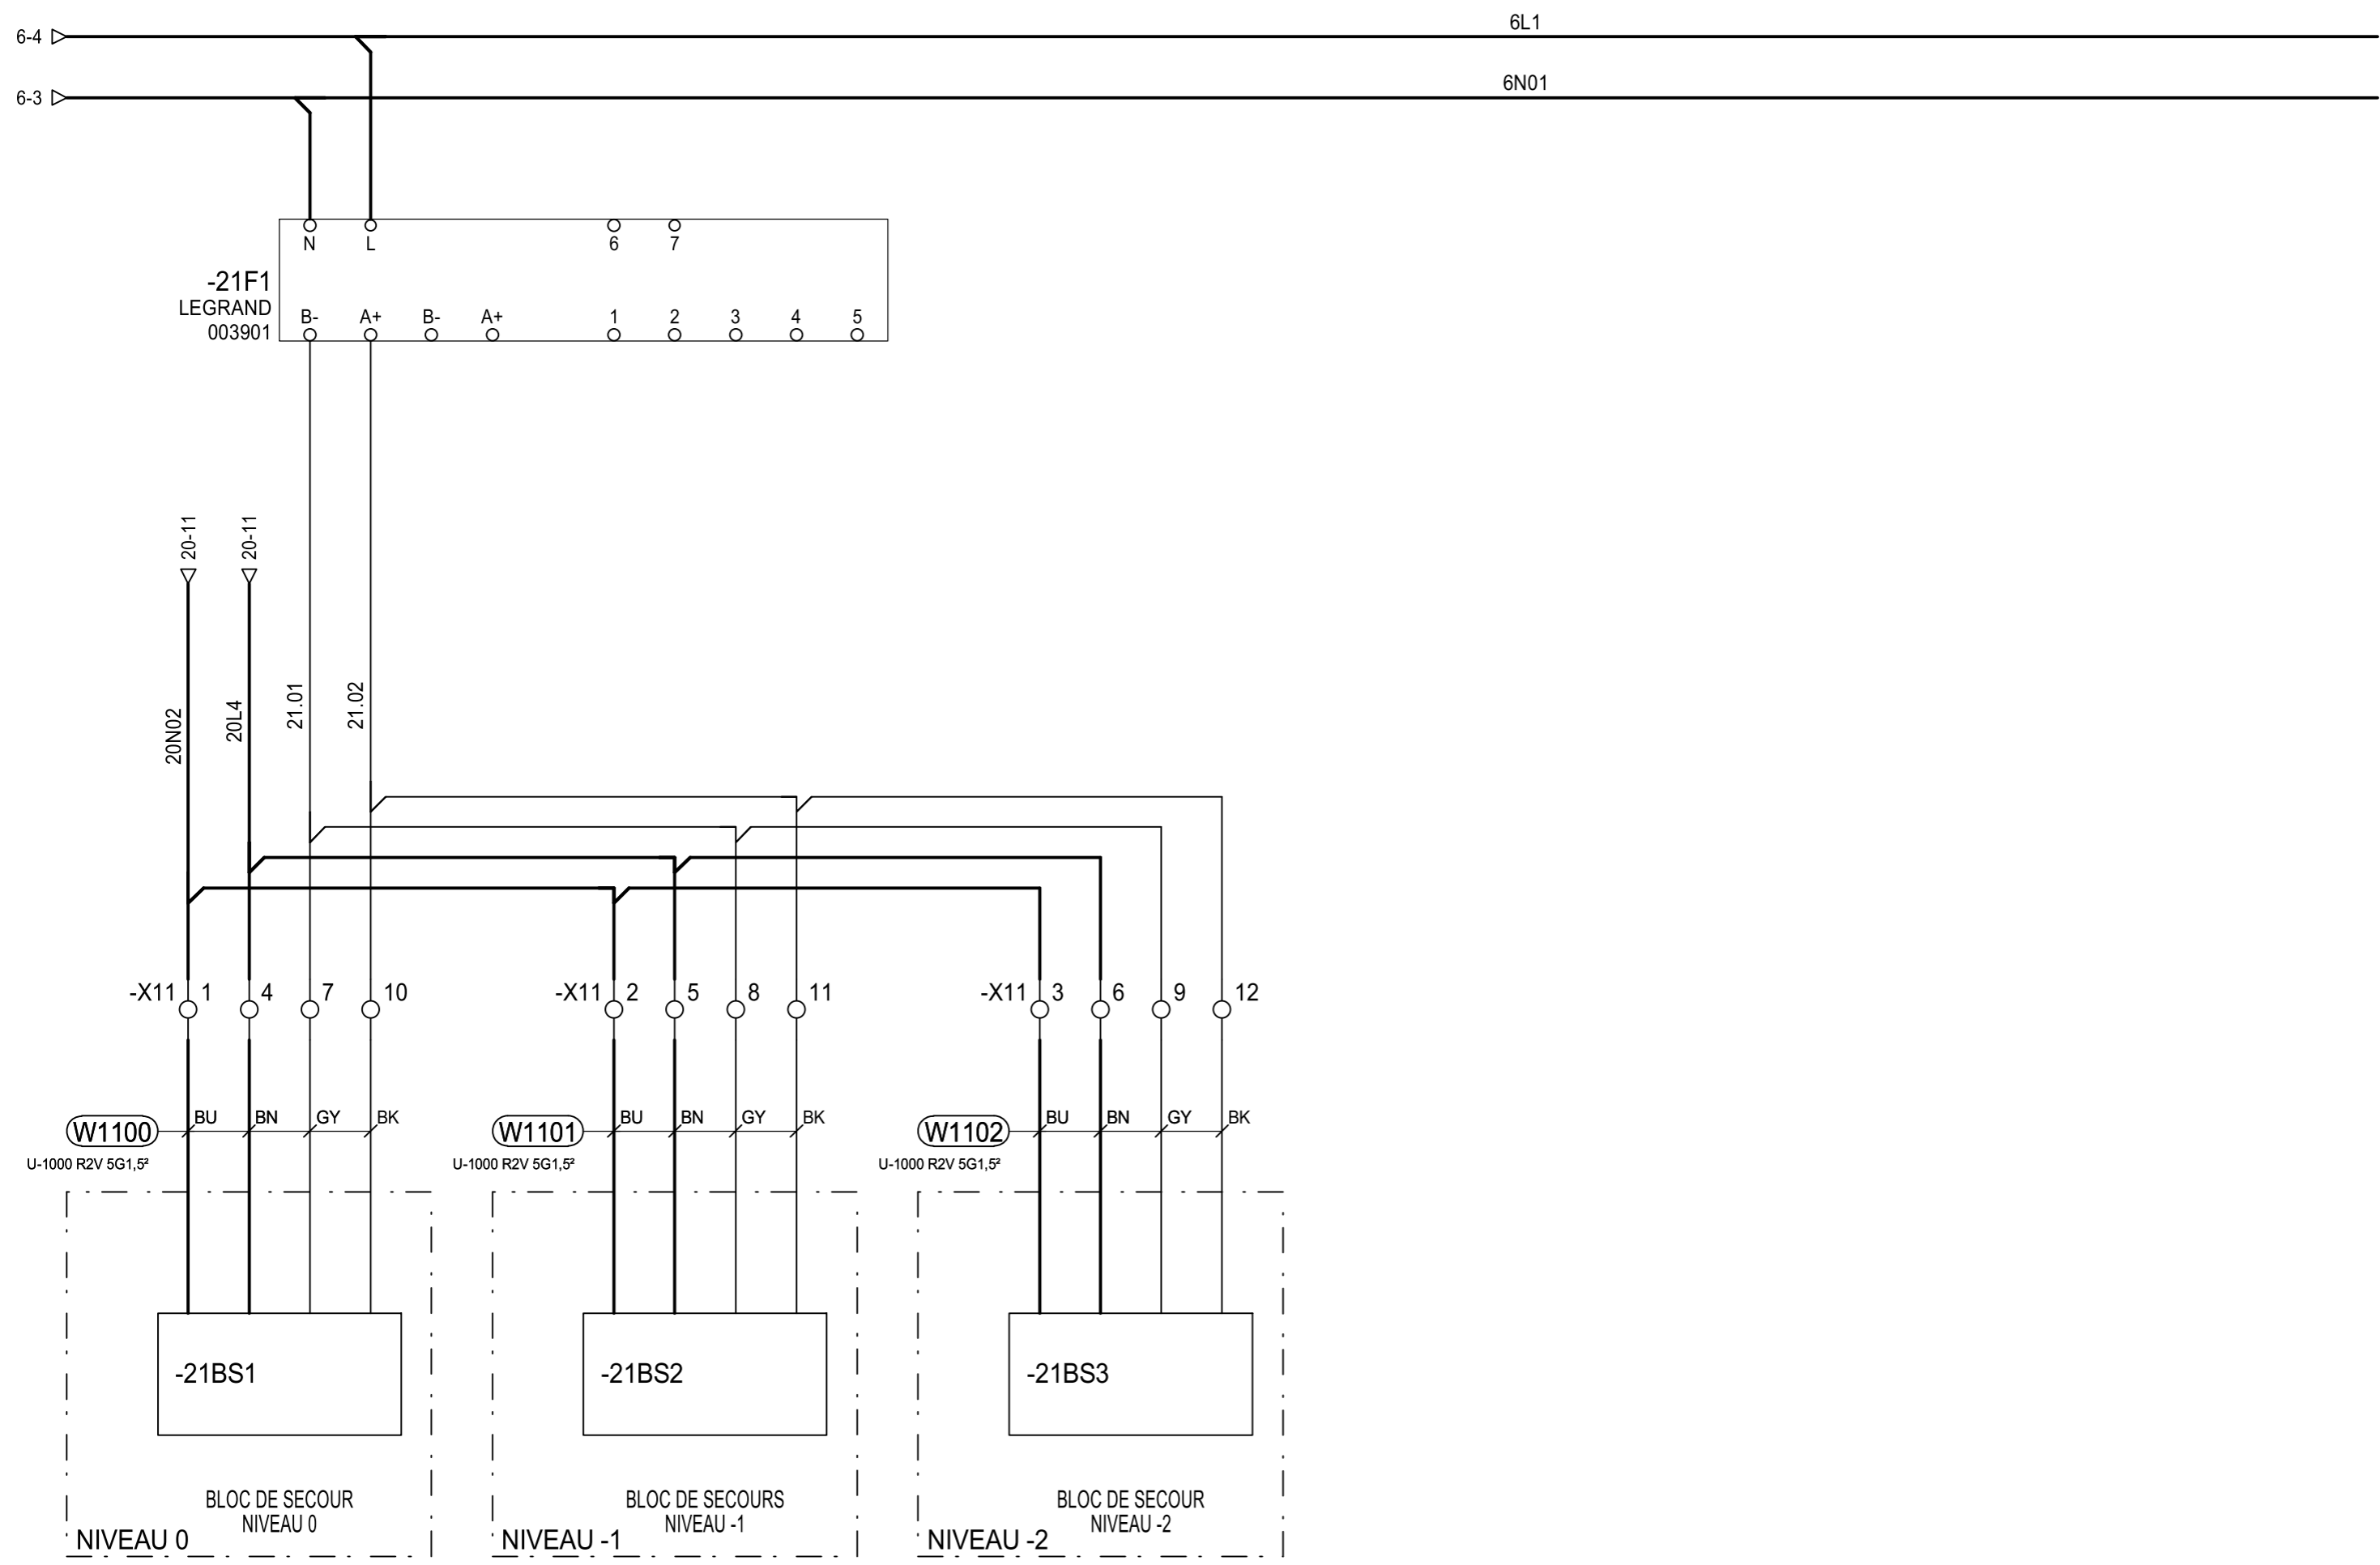 6L1
6-4
6N01
6-3
N L 6 7
-21F1
LEGRAND
003901
B- A+ B- A+ 1 2 3 4 5
20-11 20-11
20N02 20L4 21.01 21.02
-X11 1 4 7 10 -X11 2 5 8 11 -X11 3 6 9 12
BU BN GY BK BU BN GY BK BU BN GY BK
W1100 W1101 W1102
U-1000 R2V 5G1,5² U-1000 R2V 5G1,5² U-1000 R2V 5G1,5²
-21BS1 -21BS2 -21BS3
BLOC DE SECOUR
NIVEAU 0
NIVEAU 0
BLOC DE SECOURS
NIVEAU -1
NIVEAU -1
BLOC DE SECOUR
NIVEAU -2
NIVEAU -2